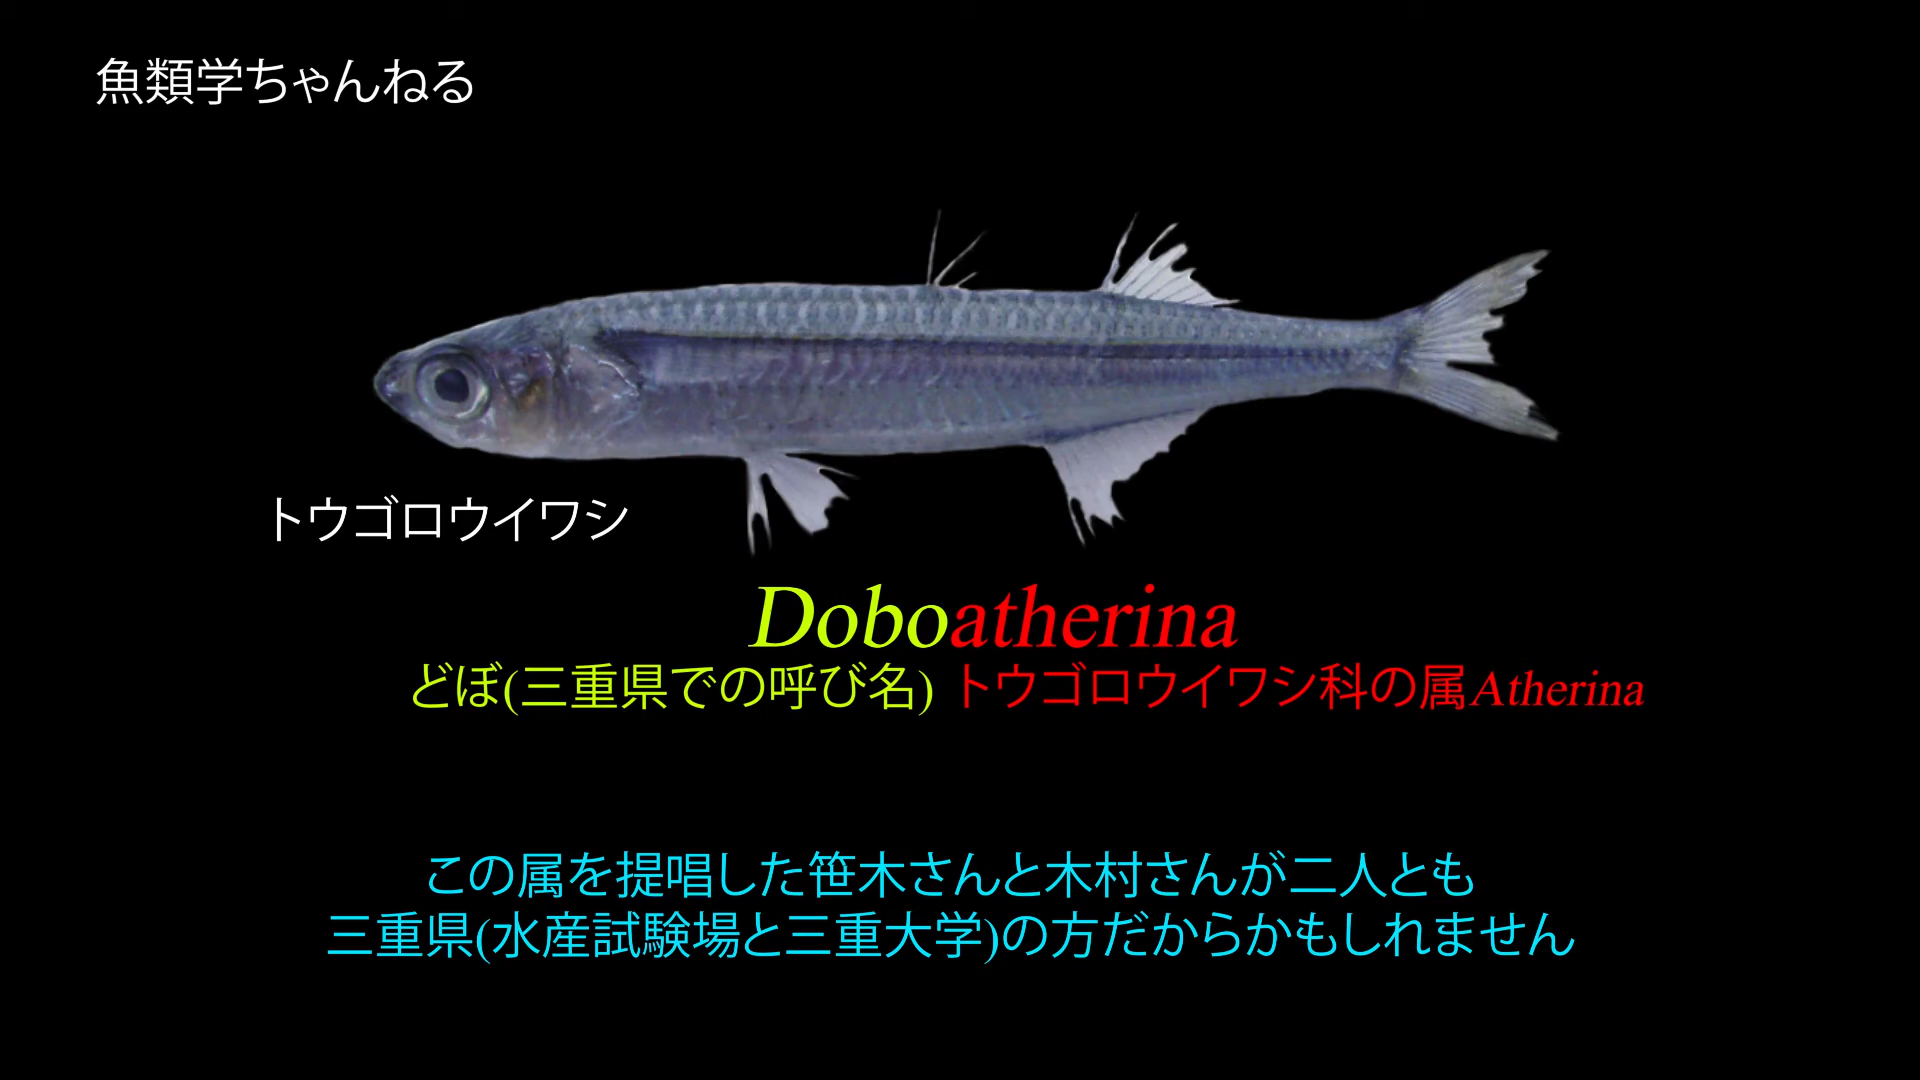 魚類学ちゃんねる
トウゴロウイワシ
Doboatherina
どぼ(三重県での呼び名) トウゴロウイワシ科の属Atherina
この属を提唱した笹木さんと木村さんが二人とも
三重県(水産試験場と三重大学)の方だからかもしれません